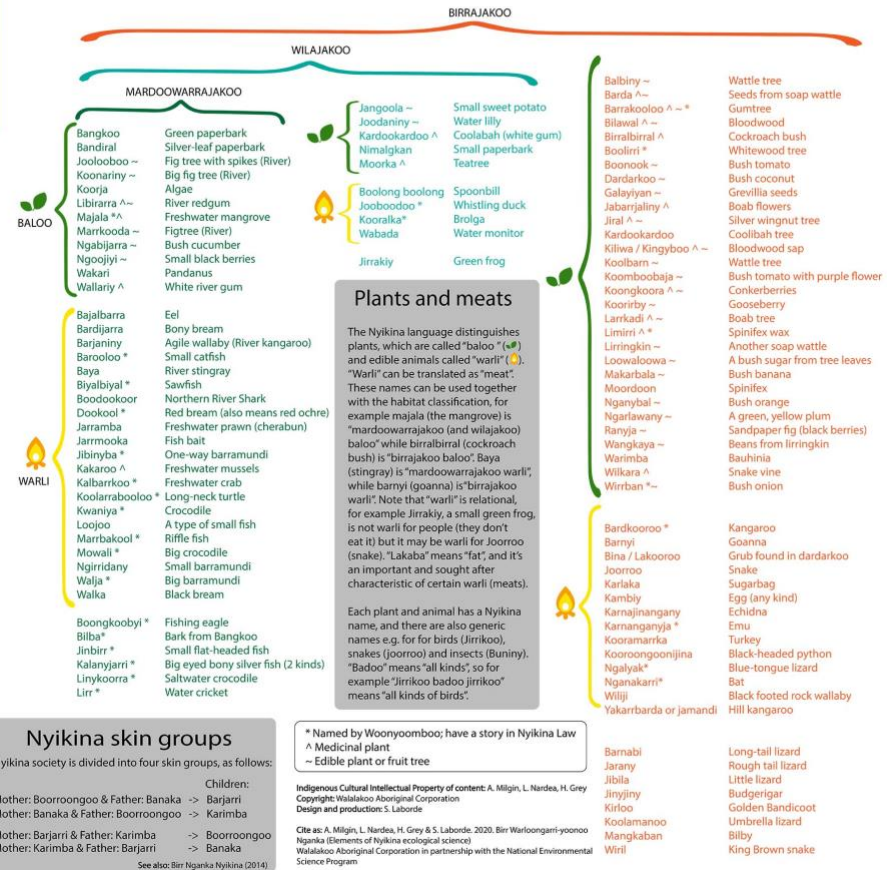 BIRRAJAKOO
WILAJAKOO
MARDOOWARRAJAKOO
BALOO
Bangkoo Green paperbark
Bandiral Silver-leaf paperbark
Joolooboo ~ Fig tree with spikes (River)
Koonariny ~ Big fig tree (River)
Koorja Algae
Libirarra ^~ River redgum
Majala *^ Freshwater mangrove
Marrkooda ~ Figtree (River)
Ngabijarra ~ Bush cucumber
Ngoojiyi ~ Small black berries
Wakari Pandanus
Wallariy ^ White river gum
WARLI
Bajalbarra Eel
Bardijarra Bony bream
Barjaniny Agile wallaby (River kangaroo)
Barooloo * Small catfish
Baya River stingray
Biyalbiyal * Sawfish
Boodookoor Northern River Shark
Dookool * Red bream (also means red ochre)
Jarramba Freshwater prawn (cherabun)
Jarrmooka Fish bait
Jibinyba * One-way barramundi
Kakaroo ^ Freshwater mussels
Kalbarrkoo * Freshwater crab
Koolarrabooloo * Long-neck turtle
Kwaniya * Crocodile
Loojoo A type of small fish
Marrbakool * Riffle fish
Mowali * Big crocodile
Ngirridany Small barramundi
Walja * Big barramundi
Walka Black bream
Boongkoobyi * Fishing eagle
Bilba* Bark from Bangkoo
Jinbirr * Small flat-headed fish
Kalanyjarri * Big eyed bony silver fish (2 kinds)
Linykoorra * Saltwater crocodile
Lirr * Water cricket
Jangoola ~ Small sweet potato
Joodaniny ~ Water lilly
Kardookardoo ^ Coolabah (white gum)
Nimalgkan Small paperbark
Moorka ^ Teatree
Boolong boolong Spoonbill
Jooboodoo * Whistling duck
Kooralka* Brolga
Wabada Water monitor
Jirrakiy Green frog
Plants and meats
The Nyikina language distinguishes
plants, which are called "baloo" ( )
and edible animals called "warli" ( ).
"Warli" can be translated as "meat".
These names can be used together
with the habitat classification, for
example majala (the mangrove) is
"mardoowarrajakoo (and wilajakoo)
baloo" while birralbirral (cockroach
bush) is "birrajakoo baloo". Baya
(stingray) is "mardoowarrajakoo warli",
while barnyi (goanna) is"birrajakoo
warli". Note that "warli" is relational,
for example Jirrakiy, a small green frog,
is not warli for people (they don't
eat it) but it may be warli for Joorroo
(snake). "Lakaba" means "fat", and it's
an important and sought after
characteristic of certain warli (meats).
Each plant and animal has a Nyikina
name, and there are also generic
names e.g. for for birds (Jirrikoo),
snakes (joorroo) and insects (Buniny).
"Badoo" means "all kinds", so for
example "Jirrikoo badoo jirrikoo"
means "all kinds of birds".
Balbiny ~ Wattle tree
Barda ^~ Seeds from soap wattle
Barrakooloo ^ ~ * Gumtree
Bilawal ^ ~ Bloodwood
Birralbirral ^ Cockroach bush
Boolirri * Whitewood tree
Boonook ~ Bush tomato
Dardarkoo ~ Bush coconut
Galayiyan ~ Grevillia seeds
Jabarrjaliny ^ Boab flowers
Jiral ^ ~ Silver wingnut tree
Kardookardoo Coolibah tree
Kiliwa / Kingyboo ^ ~ Bloodwood sap
Koolbarn ~ Wattle tree
Koomboobaja ~ Bush tomato with purple flower
Koongkoora ^ ~ Conkerberries
Koorirby ~ Gooseberry
Larrkadi ^ ~ Boab tree
Limirri ^ * Spinifex wax
Lirringkin ~ Another soap wattle
Loowaloowa ~ A bush sugar from tree leaves
Makarbala ~ Bush banana
Moordoon Spinifex
Nganybal ~ Bush orange
Ngarlawany ~ A green, yellow plum
Ranyja ~ Sandpaper fig (black berries)
Wangkaya ~ Beans from lirringkin
Warimba Bauhinia
Wilkara ^ Snake vine
Wirrban *~ Bush onion
Bardkooroo * Kangaroo
Barnyi Goanna
Bina / Lakooroo Grub found in dardarkoo
Joorroo Snake
Karlaka Sugarbag
Kambiy Egg (any kind)
Karnajinangany Echidna
Karnanganyja * Emu
Kooramarrka Turkey
Kooroongoonijina Black-headed python
Ngalyak* Blue-tongue lizard
Nganakarri* Bat
Wiliji Black footed rock wallaby
Yakarrbarda or jamandi Hill kangaroo
Barnabi Long-tail lizard
Jarany Rough tail lizard
Jibila Little lizard
Jinyjiny Budgerigar
Kirloo Golden Bandicoot
Koolamanoo Umbrella lizard
Mangkaban Bilby
Wiril King Brown snake
Nyikina skin groups
yikina society is divided into four skin groups, as follows:
Children:
other: Boorroongoo & Father: Banaka -> Barjarri
other: Banaka & Father: Boorroongoo -> Karimba
other: Barjarri & Father: Karimba -> Boorroongoo
other: Karimba & Father: Barjarri -> Banaka
See also: Birr Nganka Nyikina (2014)
* Named by Woonyoomboo; have a story in Nyikina Law
^ Medicinal plant
~ Edible plant or fruit tree
Indigenous Cultural Intellectual Property of content: A. Milgin, L. Nardea, H. Grey
Copyright: Walalakoo Aboriginal Corporation
Design and production: S. Laborde
Cite as: A. Milgin, L. Nardea, H. Grey & S. Laborde. 2020. Birr Warloongarri-yoonoo
Nganka (Elements of Nyikina ecological science)
Walalakoo Aboriginal Corporation in partnership with the National Environmental
Science Program